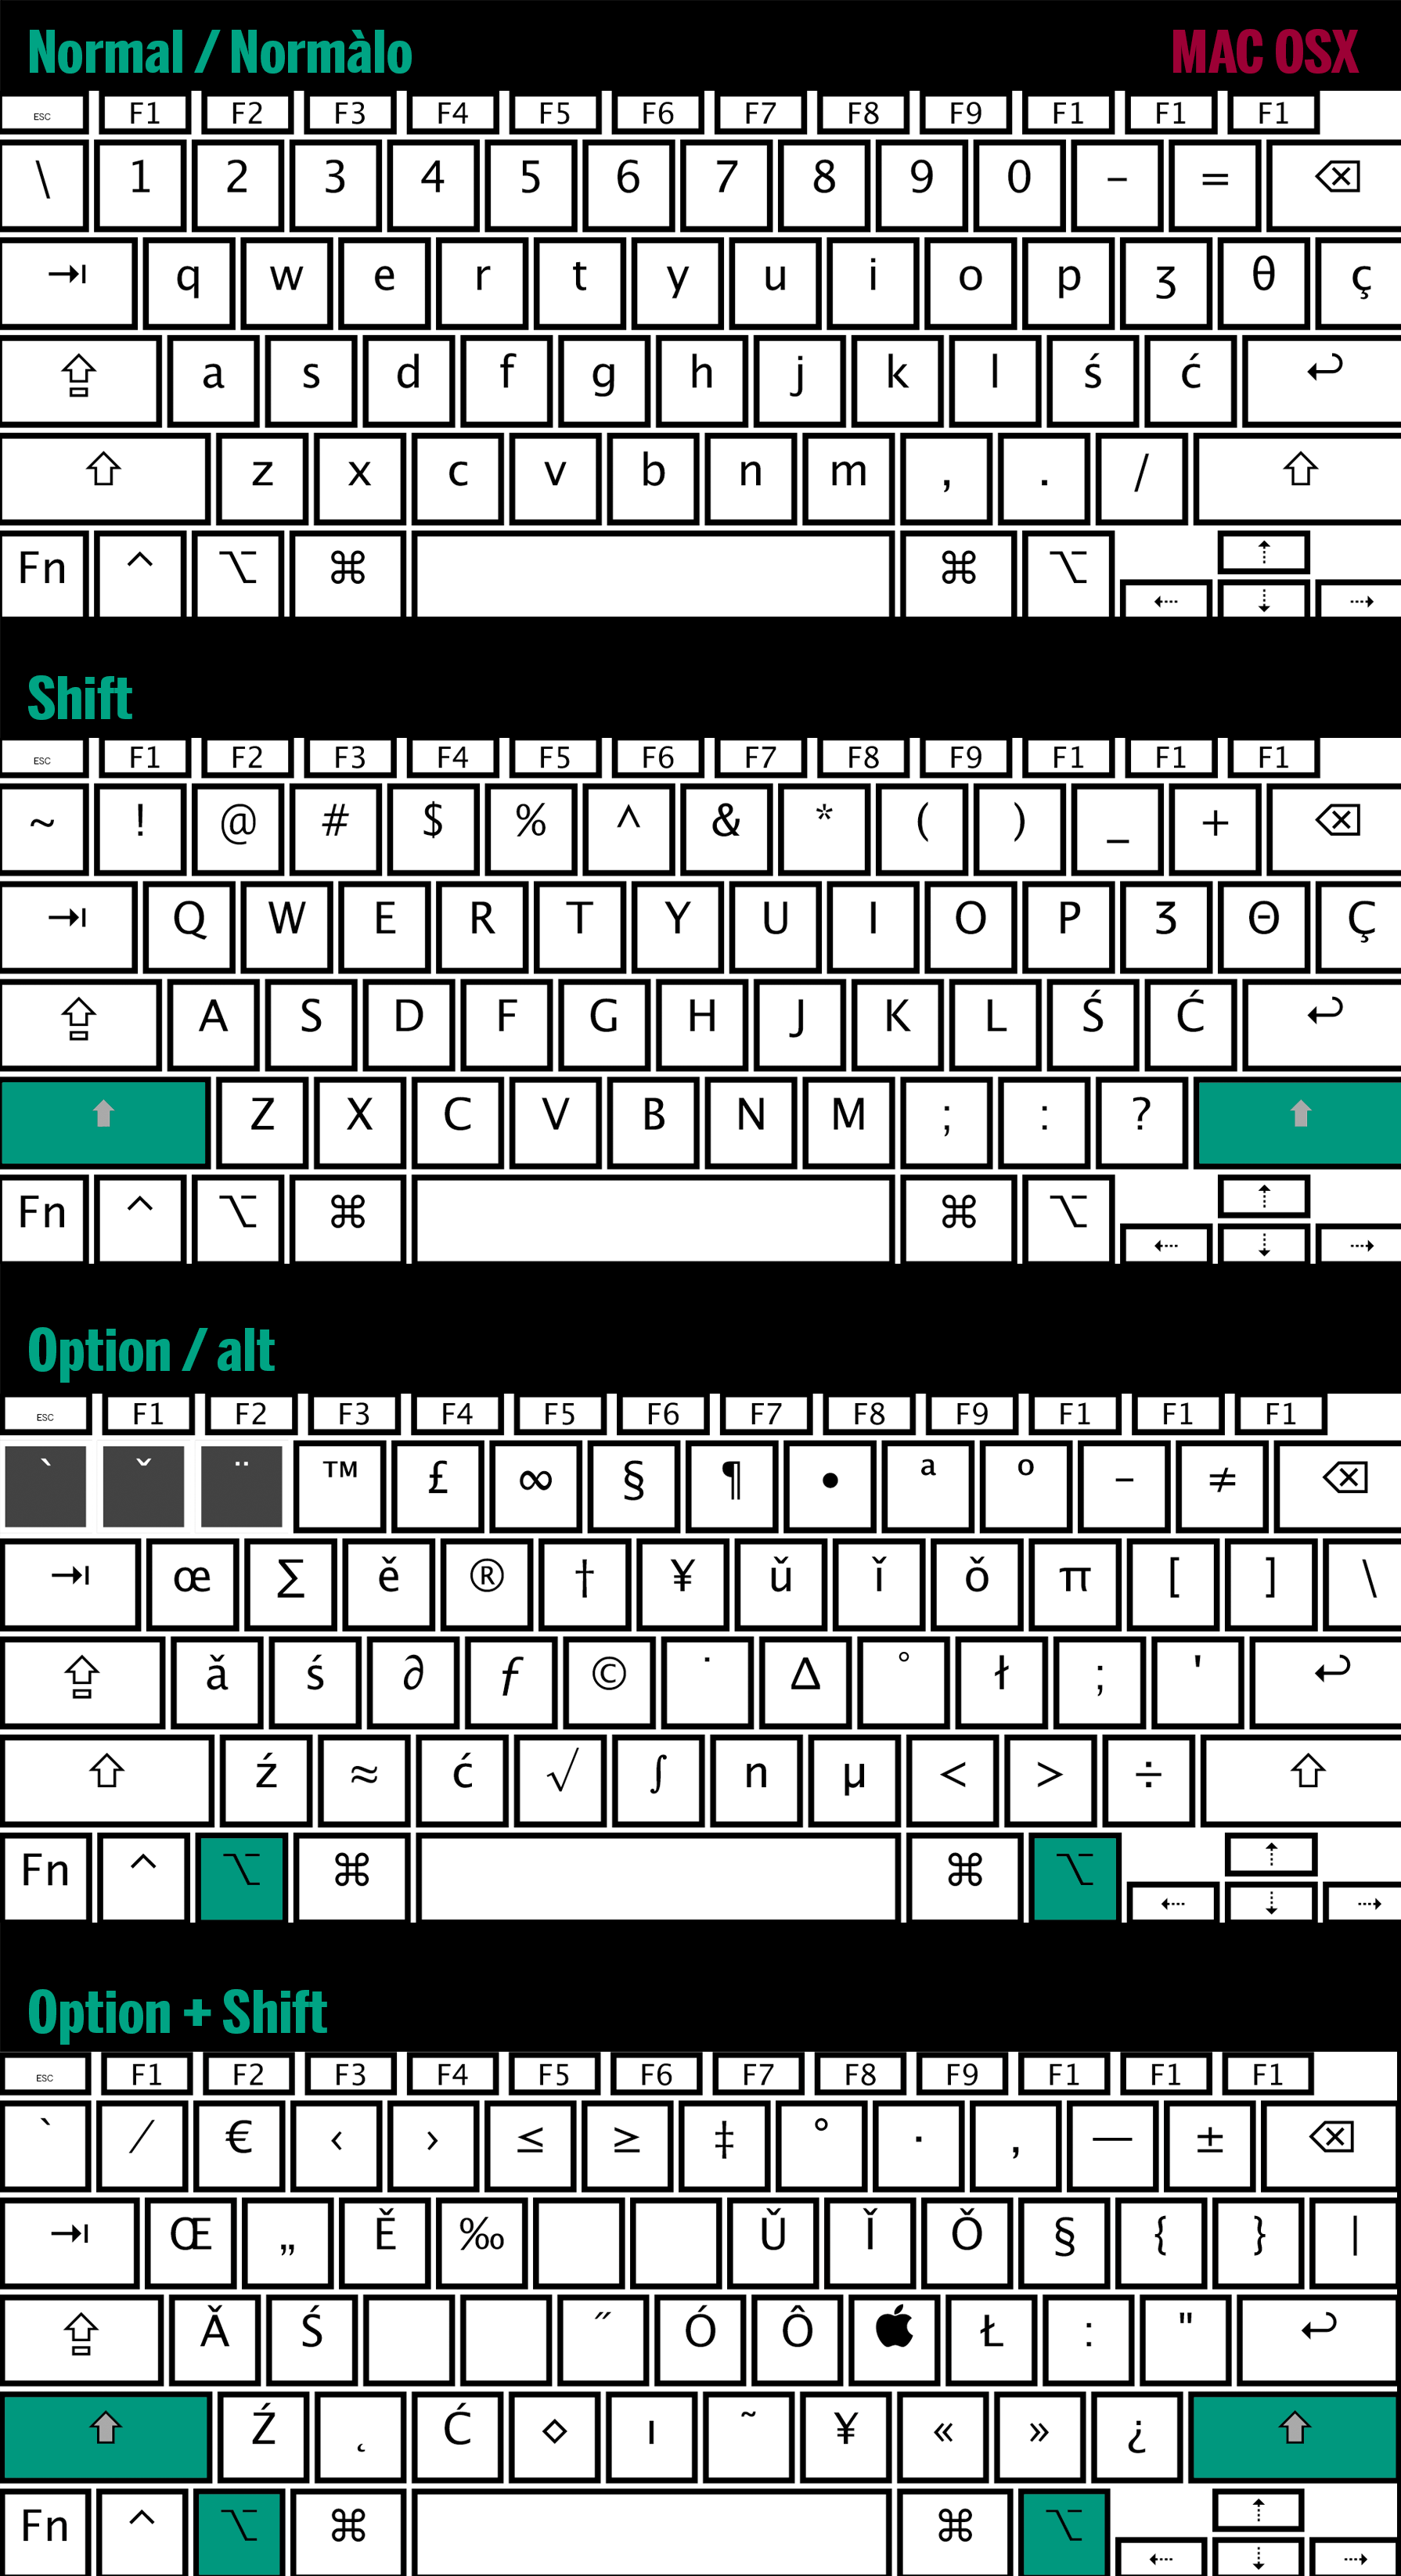 Normal / Normàlo MAC OSX
ESC F1 F2 F3 F4 F5 F6 F7 F8 F9 F1 F1 F1
\ 1 2 3 4 5 6 7 8 9 0 – = ⌫
⇥ q w e r t y u i o p ʒ θ ç
⇪ a s d f g h j k l ś ć ↩
⇧ z x c v b n m , . / ⇧
Fn ^ ⌥ ⌘ ⌘ ⌥ ⇡
⇠ ⇣ ⇢
Shift
ESC F1 F2 F3 F4 F5 F6 F7 F8 F9 F1 F1 F1
~ ! @ # $ % ^ & * ( ) _ + ⌫
⇥ Q W E R T Y U I O P Ʒ Θ Ç
⇪ A S D F G H J K L Ś Ć ↩
⬆ Z X C V B N M ; : ? ⬆
Fn ^ ⌥ ⌘ ⌘ ⌥ ⇡
⇠ ⇣ ⇢
Option / alt
ESC F1 F2 F3 F4 F5 F6 F7 F8 F9 F1 F1 F1
` ˇ ¨ ™ £ ∞ § ¶ • ª º – ≠ ⌫
⇥ œ ∑ ě ® † ¥ ǔ ǐ ǒ π [ ] \
⇪ ǎ ś ∂ ƒ © ˙ ∆ ° ł ; ' ↩
⇧ ź ≈ ć √ ∫ n µ < > ÷ ⇧
Fn ^ ⌥ ⌘ ⌘ ⌥ ⇡
⇠ ⇣ ⇢
Option + Shift
ESC F1 F2 F3 F4 F5 F6 F7 F8 F9 F1 F1 F1
` ⁄ € ‹ › ≤ ≥ ‡ ° · ‚ — ± ⌫
⇥ Œ „ Ě ‰ Ǔ Ǐ Ǒ § { } |
⇪ Ǎ Ś ˝ Ó Ô  Ł : " ↩
⬆ Ź ˛ Ć ◇ ı ˜ ¥ « » ¿ ⬆
Fn ^ ⌥ ⌘ ⌘ ⌥ ⇡
⇠ ⇣ ⇢